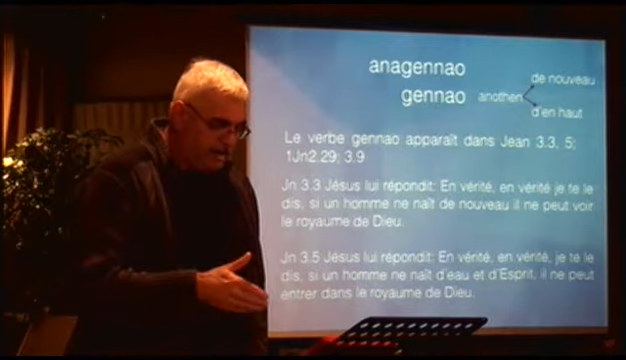 anagennao
de nouveau
gennao anothen
d'en haut
Le verbe gennao apparaît dans Jean 3.3, 5;
1Jn2.29; 3.9
Jn 3.3 Jésus lui répondit: En vérité, en vérité je te le
dis, si un homme ne naît de nouveau il ne peut voir
le royaume de Dieu.
Jn 3.5 Jésus lui répondit: En vérité, en vérité, je te le
dis, si un homme ne naît d'eau et d'Esprit, il ne peut
entrer dans le royaume de Dieu.